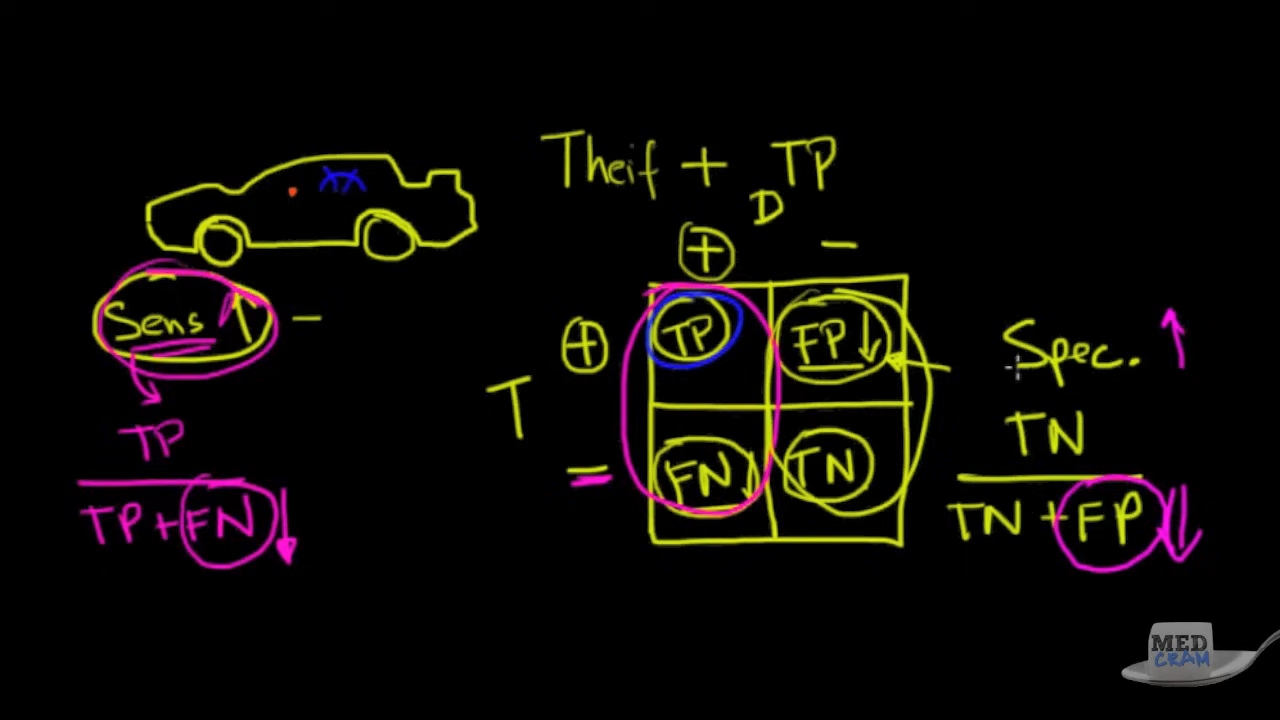 Theif + TP
D
+ -
Sens ↑ -
+ TP FP ↓
Spec. ↑
T
- FN ↓ TN
TP
TP + FN ↓
TN
TN + FP ↓
MED
CRAM